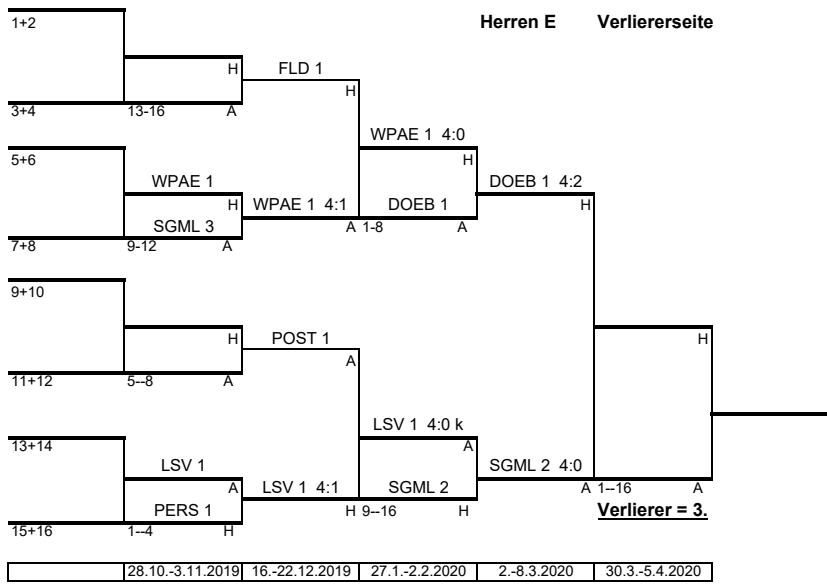 1+2
Herren E Verliererseite
H FLD 1
3+4 13-16 A H
WPAE 1 4:0
5+6 H
WPAE 1 DOEB 1 4:2
H WPAE 1 4:1 DOEB 1 H
SGML 3
7+8 9-12 A A 1-8 A
9+10
H POST 1 H
11+12 5--8 A A
LSV 1 4:0 k
13+14 A
LSV 1 SGML 2 4:0
A LSV 1 4:1 SGML 2 A 1--16 A
PERS 1 H 9--16 H Verlierer = 3.
15+16 1--4 H
28.10.-3.11.2019 16.-22.12.2019 27.1.-2.2.2020 2.-8.3.2020 30.3.-5.4.2020